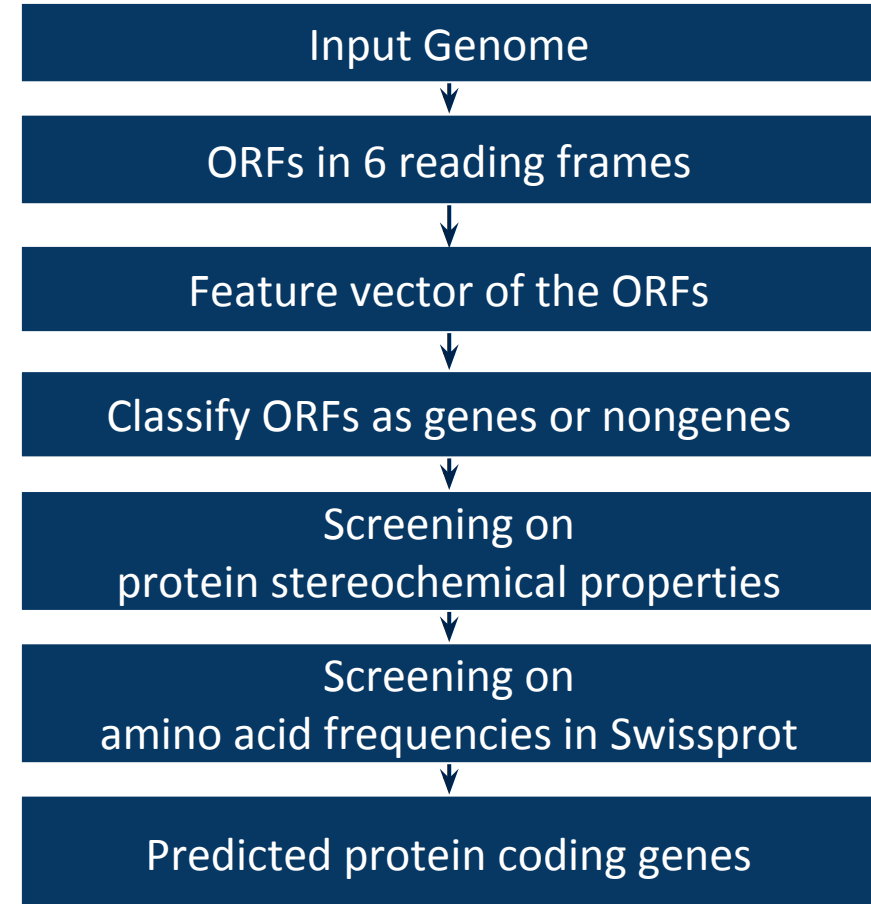 Input Genome
ORFs in 6 reading frames
Feature vector of the ORFs
Classify ORFs as genes or nongenes
Screening on
protein stereochemical properties
Screening on
amino acid frequencies in Swissprot
Predicted protein coding genes